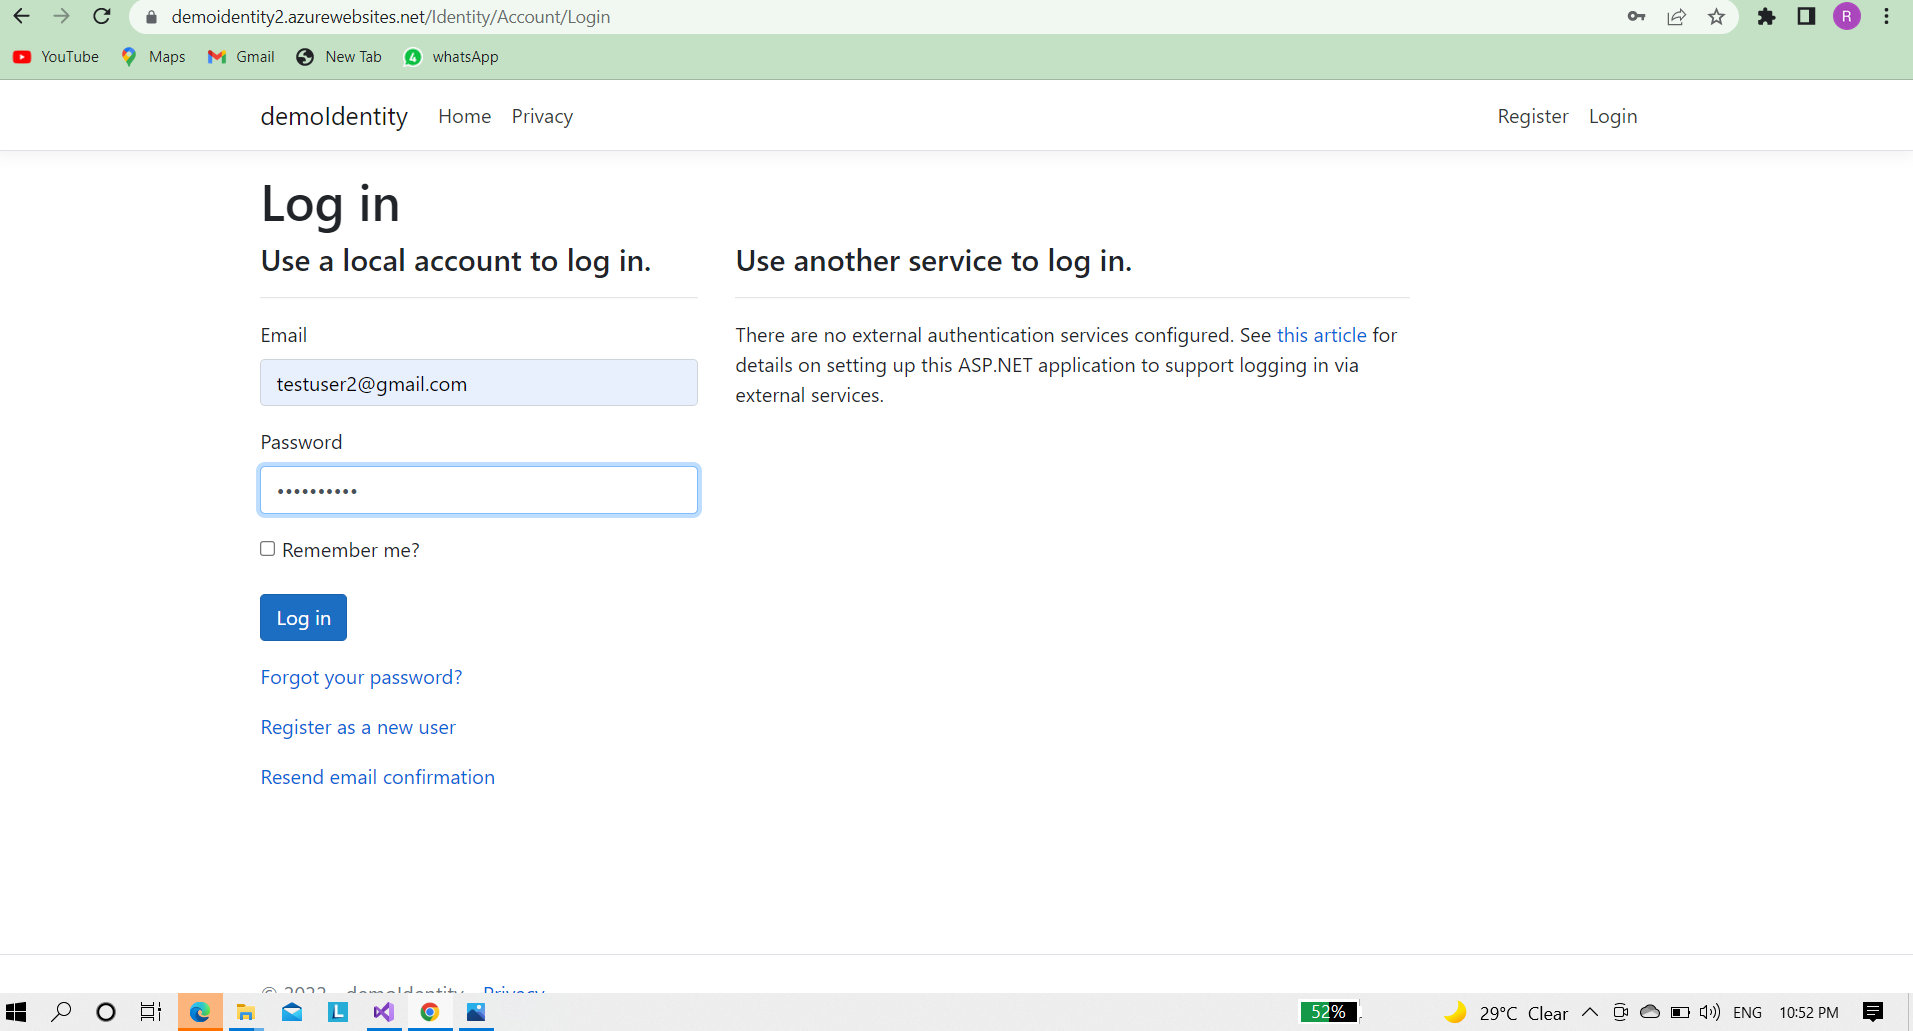 demoidentity2.azurewebsites.net/Identity/Account/Login
R
YouTube Maps Gmail New Tab 4 whatsApp
demoIdentity Home Privacy Register Login
Log in
Use a local account to log in.
Email
testuser2@gmail.com
Password
••••••••••
Remember me?
Log in
Forgot your password?
Register as a new user
Resend email confirmation
Use another service to log in.
There are no external authentication services configured. See this article for
details on setting up this ASP.NET application to support logging in via
external services.
© 2022 - demoIdentity - Privacy
L 52% 29°C Clear ENG 10:52 PM